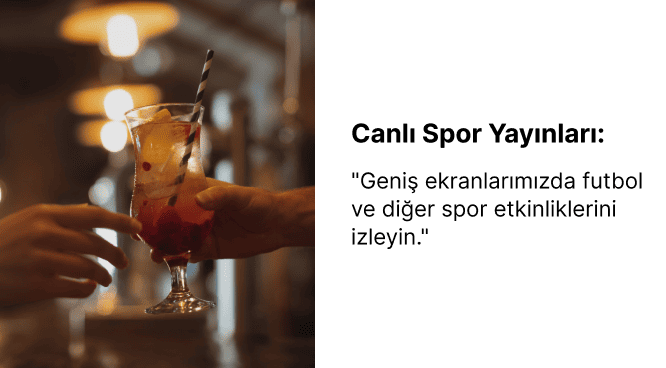 Canlı Spor Yayınları:
"Geniş ekranlarımızda futbol
ve diğer spor etkinliklerini
izleyin."